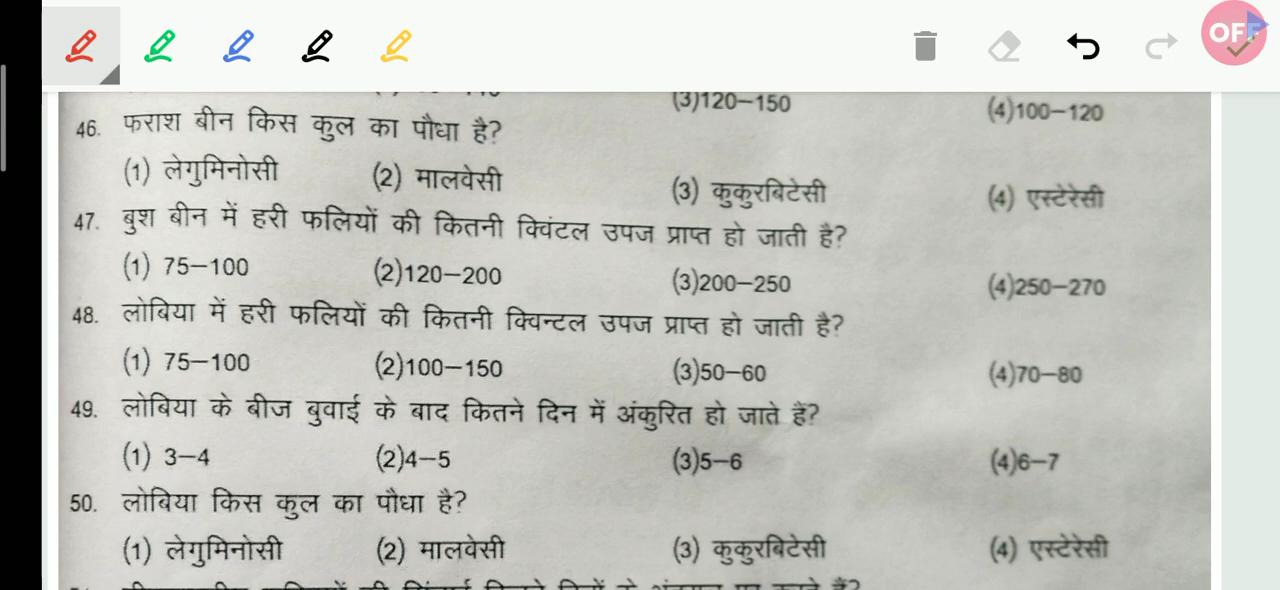 OFF
(3)120–150 (4)100–120
46. फराश बीन किस कुल का पौधा है?
(1) लेगुमिनोसी (2) मालवेसी (3) कुकुरबिटेसी (4) एस्टेरेसी
47. बुश बीन में हरी फलियों की कितनी क्विंटल उपज प्राप्त हो जाती है?
(1) 75–100 (2)120–200 (3)200–250 (4)250–270
48. लोबिया में हरी फलियों की कितनी क्विन्टल उपज प्राप्त हो जाती है?
(1) 75–100 (2)100–150 (3)50–60 (4)70–80
49. लोबिया के बीज बुवाई के बाद कितने दिन में अंकुरित हो जाते हैं?
(1) 3–4 (2)4–5 (3)5–6 (4)6–7
50. लोबिया किस कुल का पौधा है?
(1) लेगुमिनोसी (2) मालवेसी (3) कुकुरबिटेसी (4) एस्टेरेसी